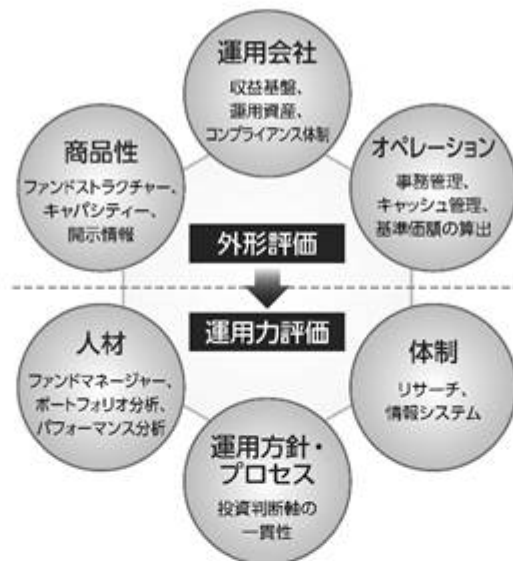 運用会社
収益基盤、
運用資産、
コンプライアンス体制
商品性
ファンドストラクチャー、
キャパシティー、
開示情報
オペレーション
事務管理、
キャッシュ管理、
基準価額の算出
外形評価
運用力評価
人材
ファンドマネージャー、
ポートフォリオ分析、
パフォーマンス分析
体制
リサーチ、
情報システム
運用方針・
プロセス
投資判断軸の
一貫性